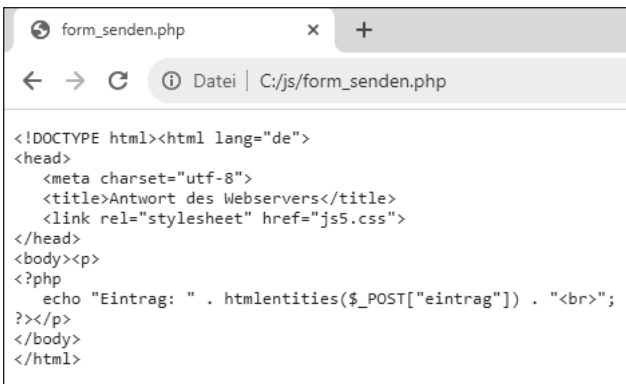 form_senden.php
Datei | C:/js/form_senden.php
<!DOCTYPE html><html lang="de">
<head>
   <meta charset="utf-8">
   <title>Antwort des Webservers</title>
   <link rel="stylesheet" href="js5.css">
</head>
<body><p>
<?php
   echo "Eintrag: " . htmlentities($_POST["eintrag"]) . "<br>";
?></p>
</body>
</html>